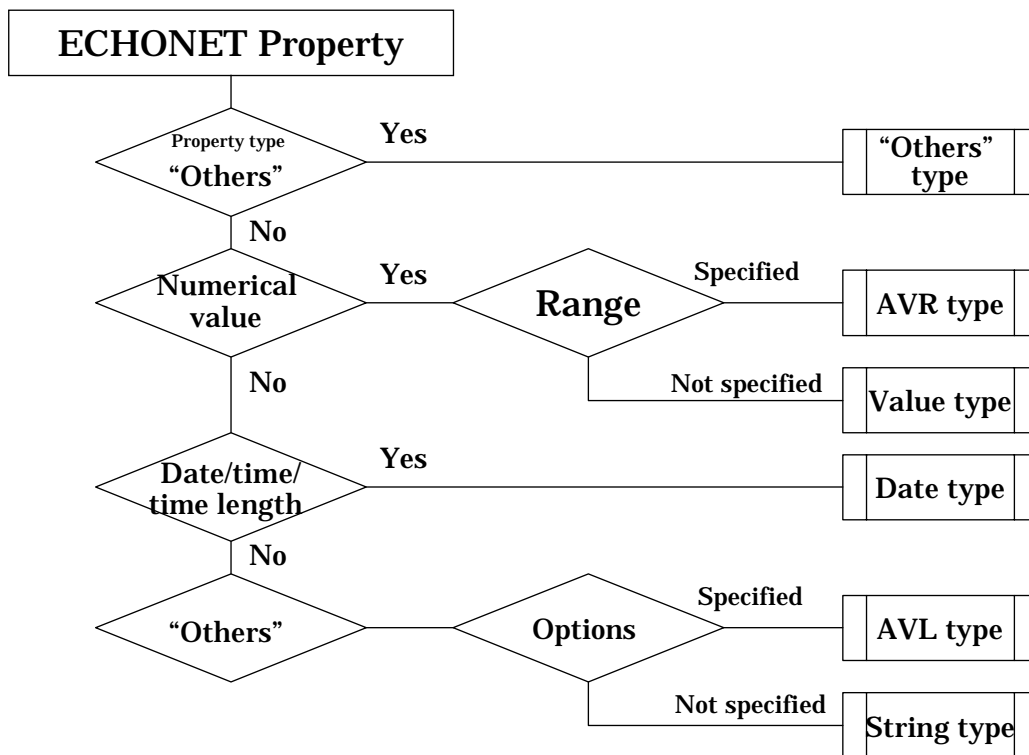 ECHONET Property
Property type
“Others”
Yes
“Others”
type
No
Numerical
value
Yes
Range
Specified
AVR type
No
Not specified
Value type
Date/time/
time length
Yes
Date type
No
“Others”
Options
Specified
AVL type
Not specified
String type